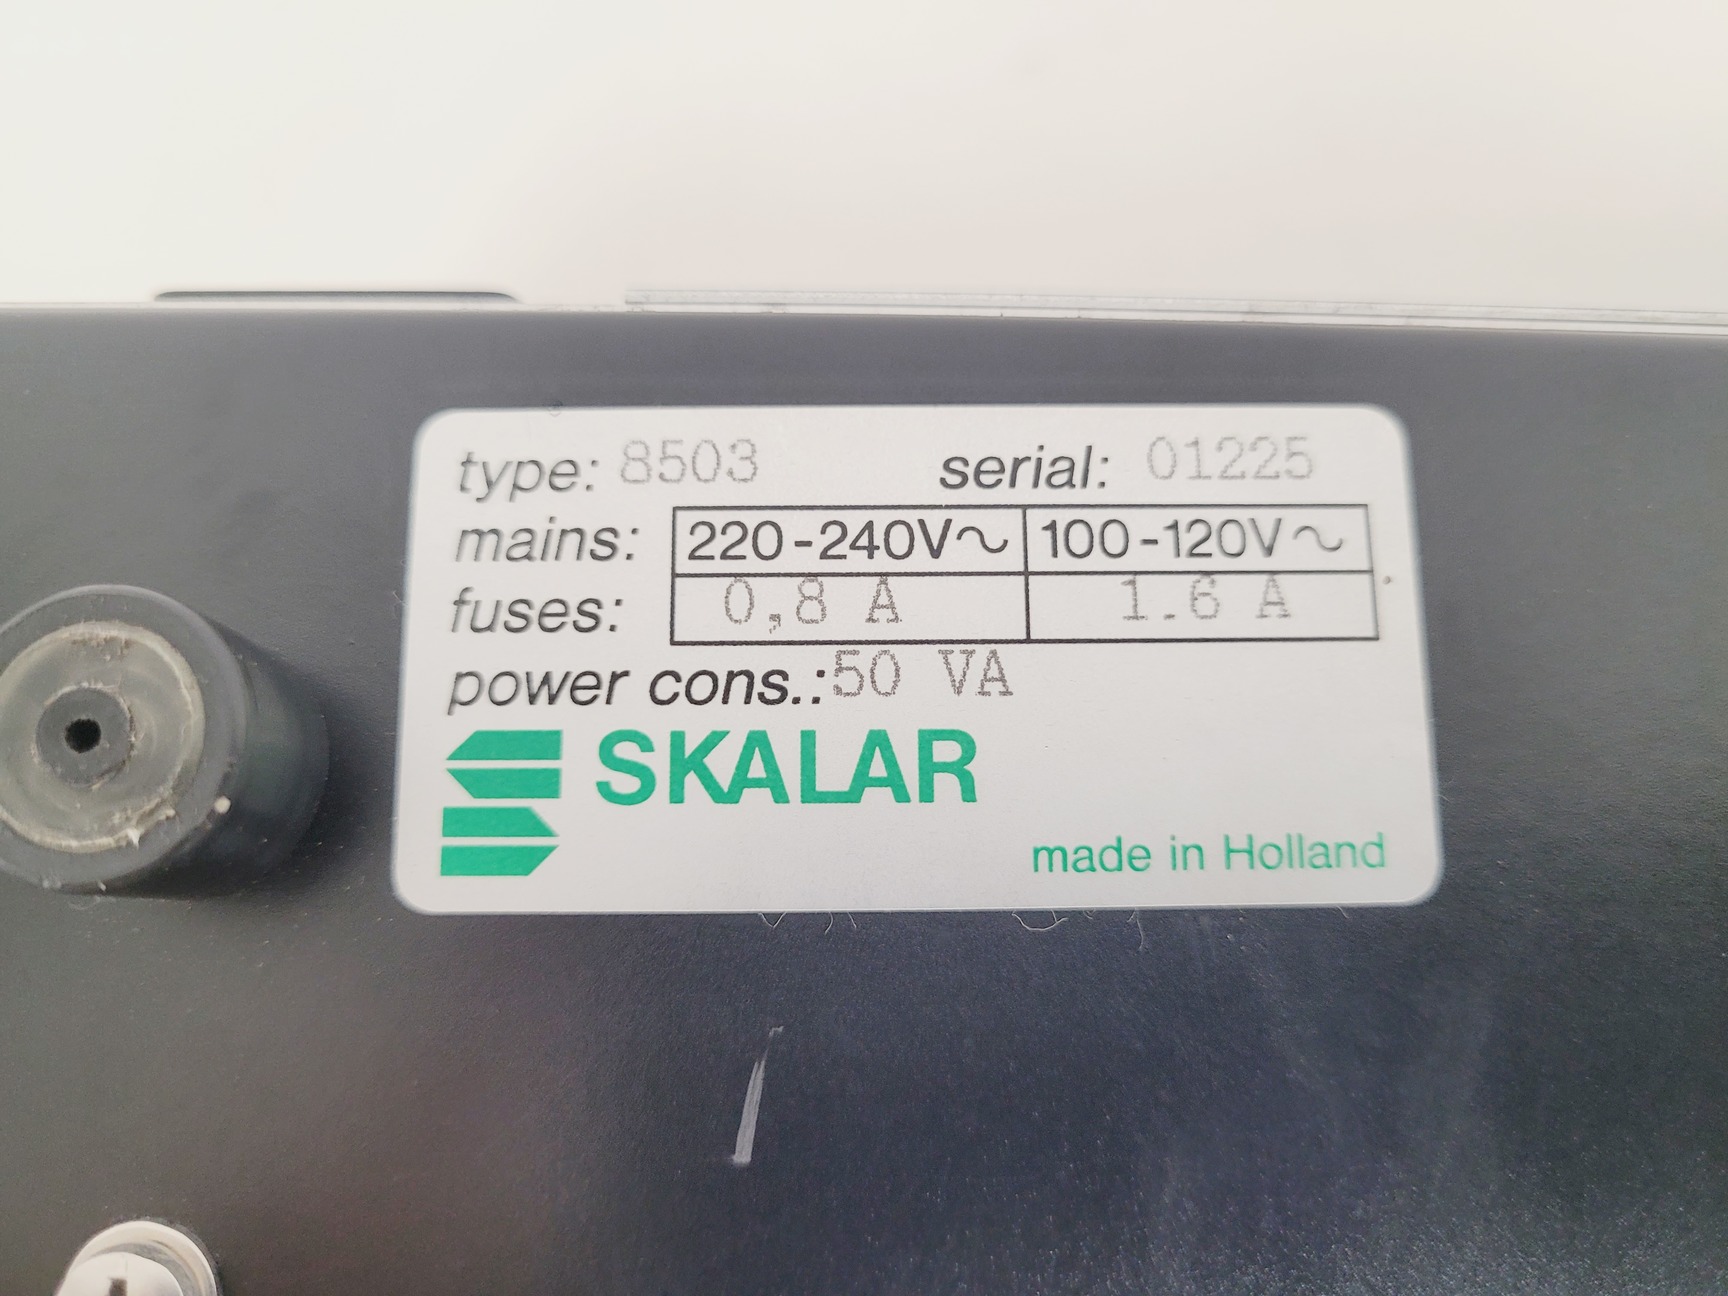 type: 8503 serial: 01225
mains: 220-240V~ 100-120V~
fuses: 0,8 A 1.6 A
power cons.: 50 VA
SKALAR
made in Holland